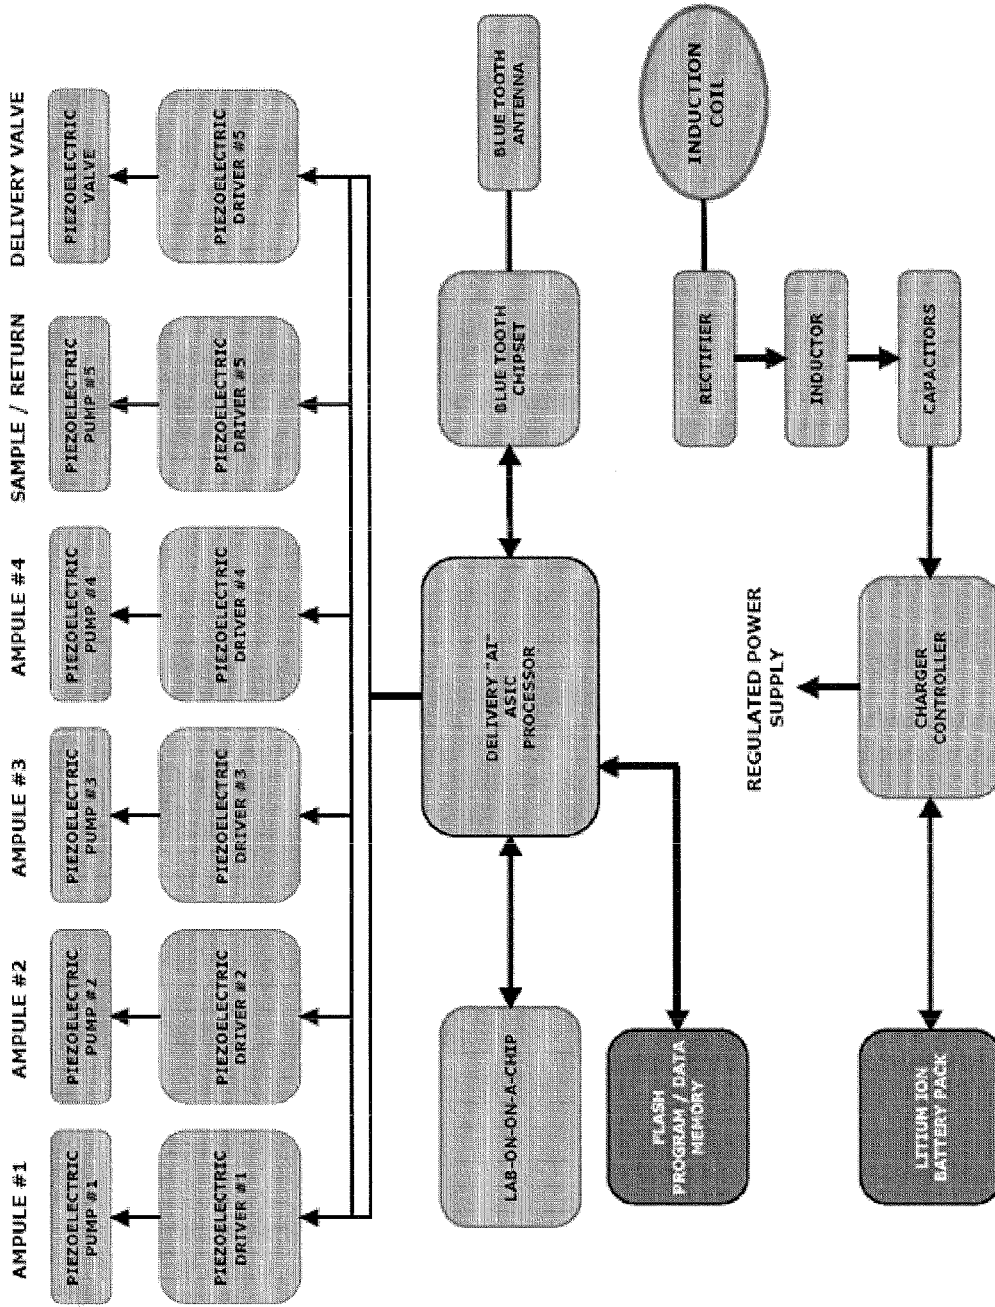 AMPULE #1
AMPULE #2
AMPULE #3
AMPULE #4
SAMPLE / RETURN
DELIVERY VALVE
PIEZOELECTRIC
PUMP #1
PIEZOELECTRIC
PUMP #2
PIEZOELECTRIC
PUMP #3
PIEZOELECTRIC
PUMP #4
PIEZOELECTRIC
PUMP #5
PIEZOELECTRIC
VALVE
PIEZOELECTRIC
DRIVER #1
PIEZOELECTRIC
DRIVER #2
PIEZOELECTRIC
DRIVER #3
PIEZOELECTRIC
DRIVER #4
PIEZOELECTRIC
DRIVER #5
PIEZOELECTRIC
DRIVER #5
LAB-ON-ON-A-CHIP
DELIVERY "AI"
ASIC
PROCESSOR
BLUE TOOTH
CHIPSET
BLUE TOOTH
ANTENNA
FLASH
PROGRAM / DATA
MEMORY
RECTIFIER
INDUCTION
COIL
REGULATED POWER
SUPPLY
INDUCTOR
LITIUM ION
BATTERY PACK
CHARGER
CONTROLLER
CAPACITORS